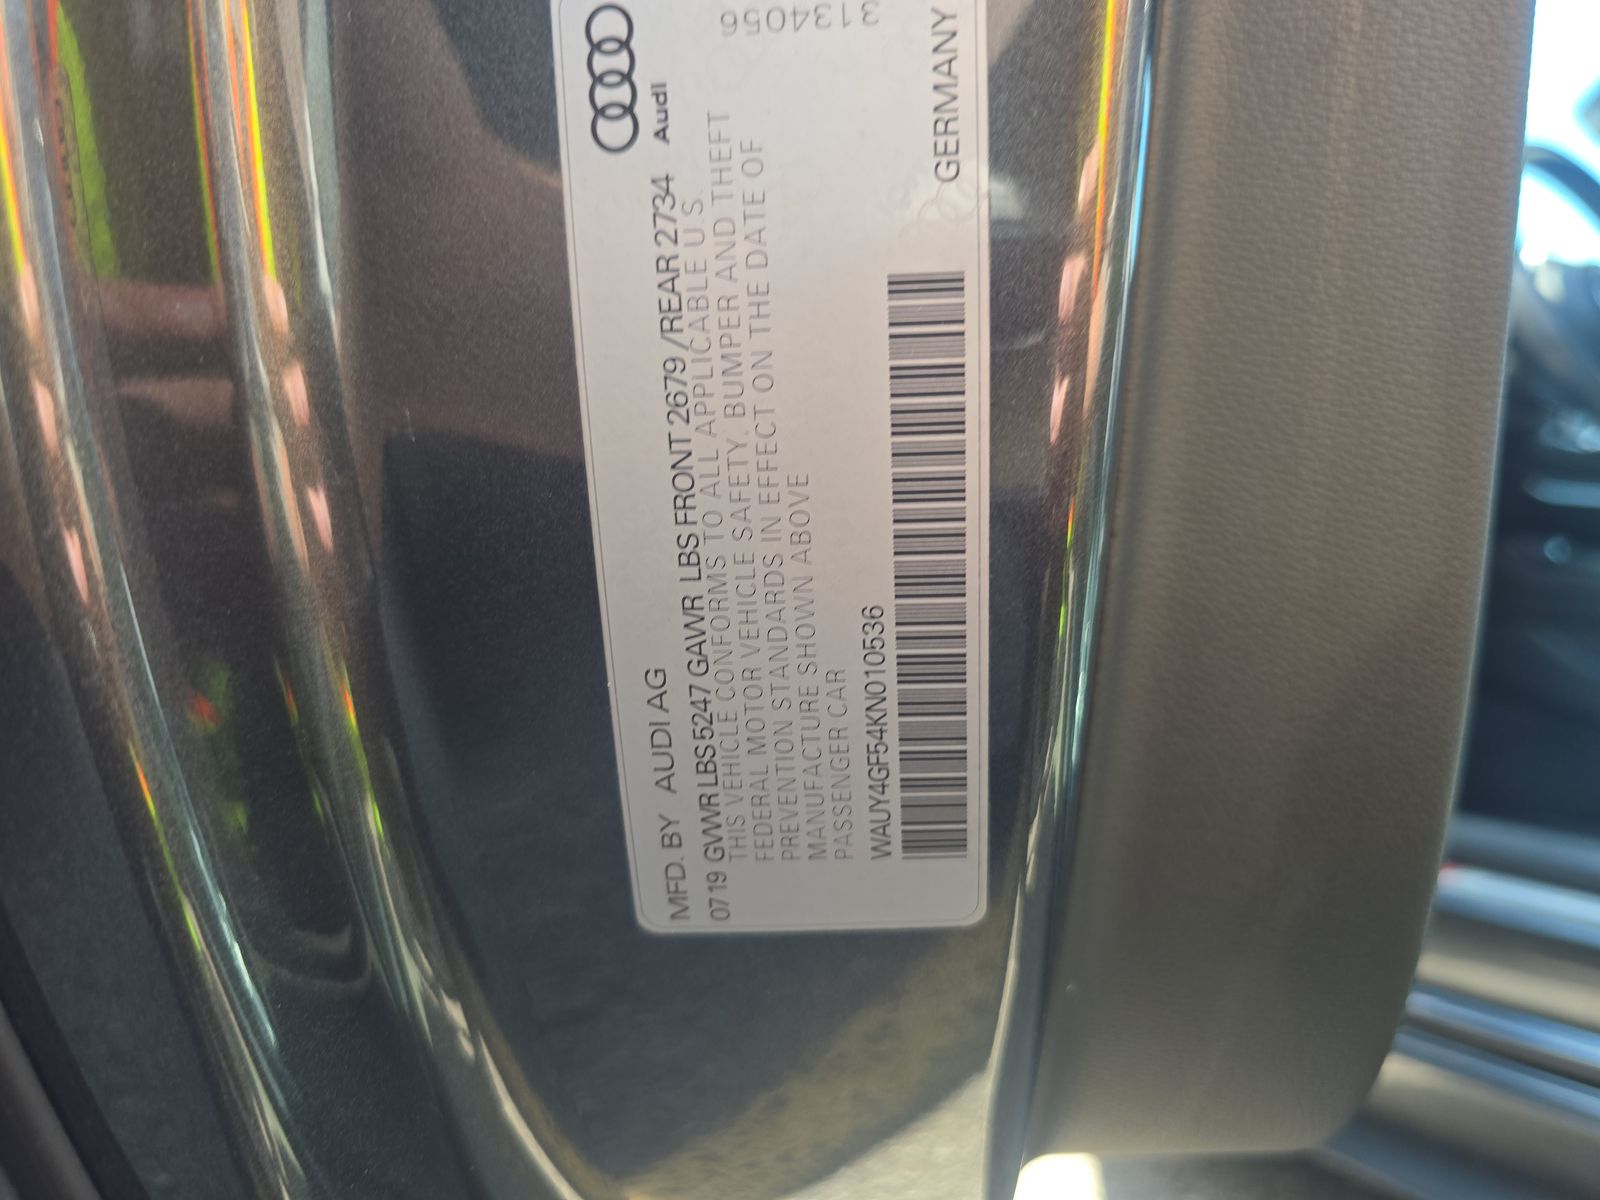 MFD. BY AUDI AG
07 19 GVWR LBS 5247 GAWR LBS FRONT 2679 /REAR 2734
THIS VEHICLE CONFORMS TO ALL APPLICABLE U.S.
FEDERAL MOTOR VEHICLE SAFETY, BUMPER AND THEFT
PREVENTION STANDARDS IN EFFECT ON THE DATE OF
MANUFACTURE SHOWN ABOVE
PASSENGER CAR
WAUY4GF54KN010536
Audi
3134056
GERMANY